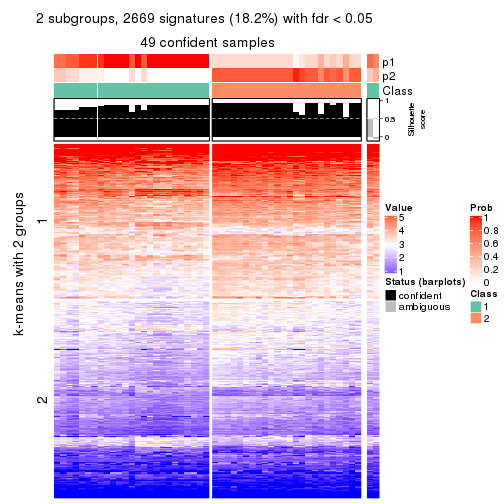 2 subgroups, 2669 signatures (18.2%) with fdr < 0.05
49 confident samples
p1
p2
Class
1
0.5
0
Silhouette
score
k-means with 2 groups
1
2
Value
5
4
3
2
1
Status (barplots)
confident
ambiguous
Prob
1
0.8
0.6
0.4
0.2
0
Class
1
2